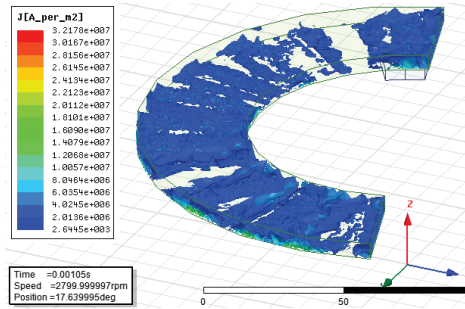 J[A_per_m2]
3.2178e+007
3.0167e+007
2.8156e+007
2.6145e+007
2.4134e+007
2.2123e+007
2.0112e+007
1.8101e+007
1.6090e+007
1.4079e+007
1.2068e+007
1.0057e+007
8.0464e+006
6.0354e+006
4.0245e+006
2.0136e+006
2.6445e+003
z
Time =0.00105s
Speed =2799.999997rpm
Position =17.639995deg
0
50